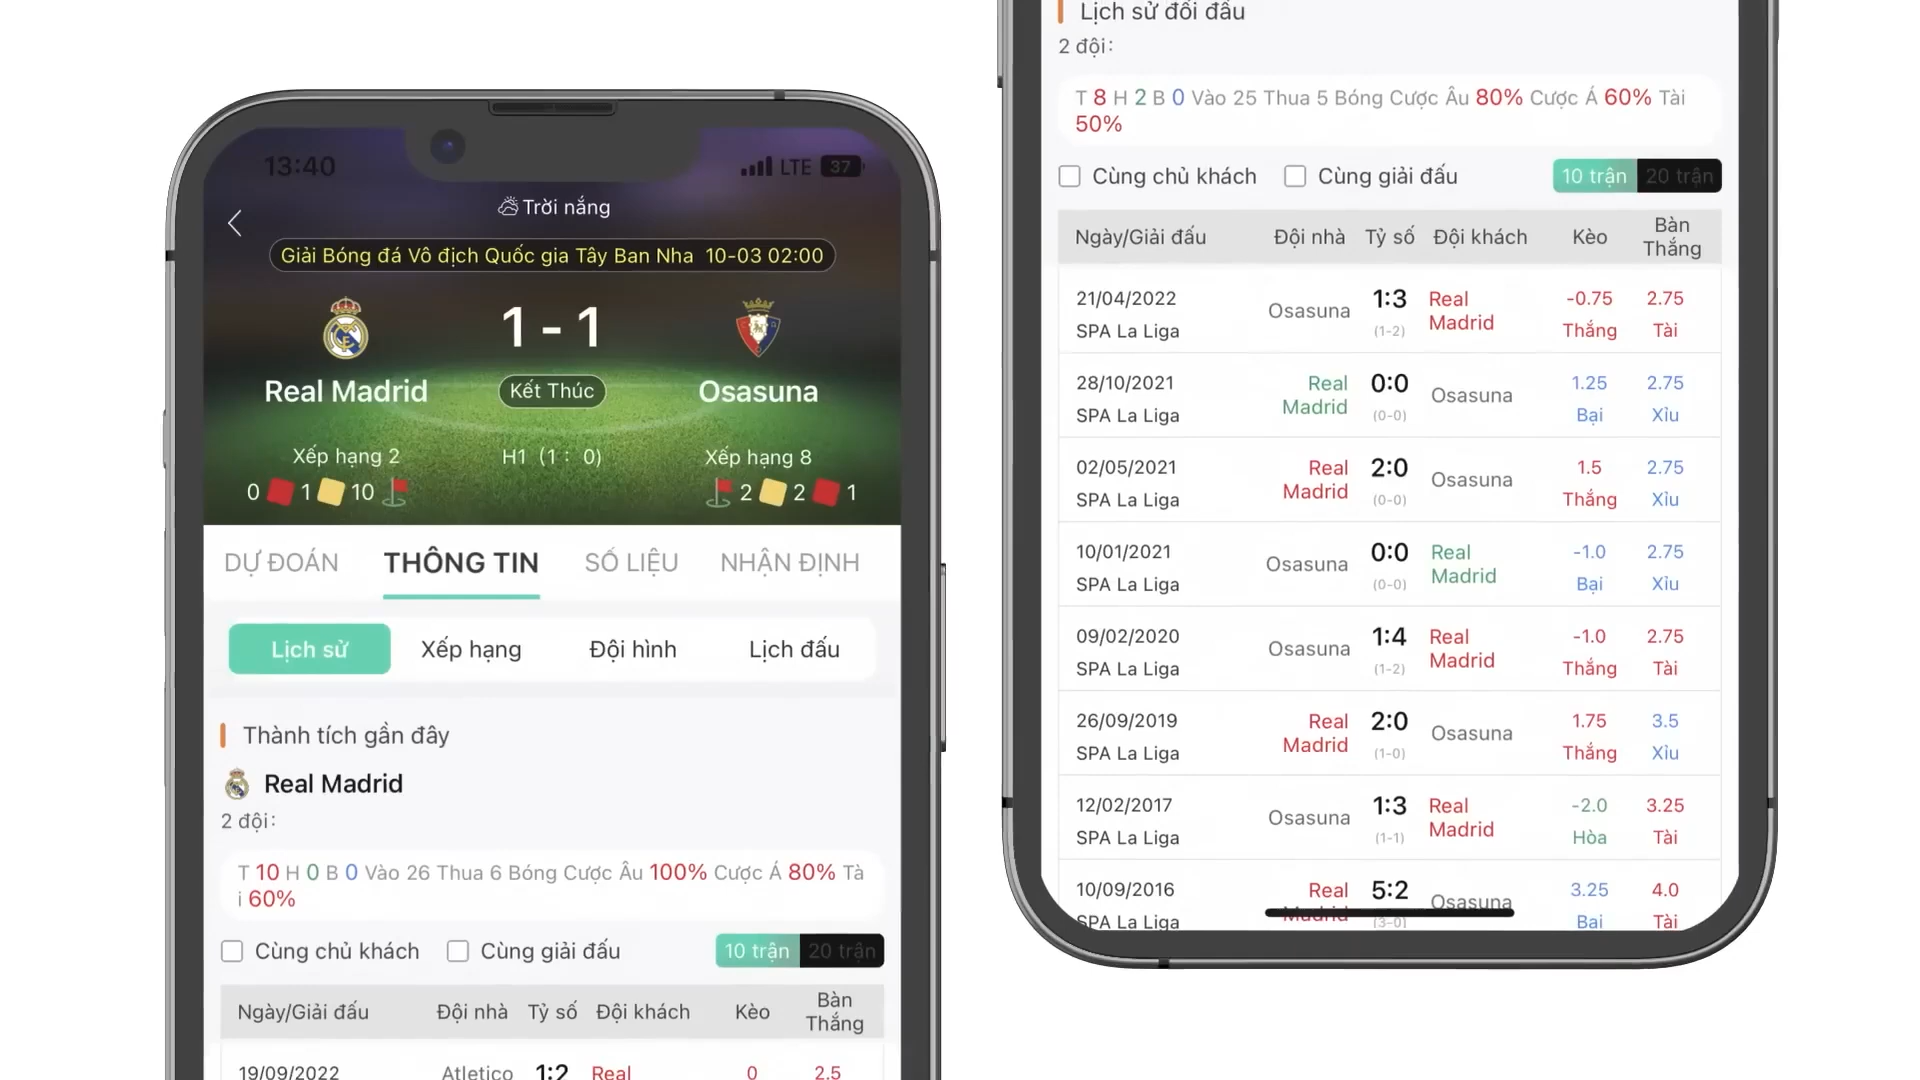 13:40
LTE 37
Trời nắng
Giải Bóng đá Vô địch Quốc gia Tây Ban Nha 10-03 02:00
1 - 1
Real Madrid
Kết Thúc
Osasuna
Xếp hạng 2
H1 (1 : 0)
Xếp hạng 8
0 1 10
2 2 1
DỰ ĐOÁN THÔNG TIN SỐ LIỆU NHẬN ĐỊNH
Lịch sử Xếp hạng Đội hình Lịch đấu
Thành tích gần đây
Real Madrid
2 đội:
T 10 H 0 B 0 Vào 26 Thua 6 Bóng Cược Âu 100% Cược Á 80% Tà
i 60%
Cùng chủ khách Cùng giải đấu 10 trận 20 trận
Ngày/Giải đấu Đội nhà Tỷ số Đội khách Kèo Bàn Thắng
19/09/2022 Atletico 1:2 Real 0 2.5
Lịch sử đối đầu
2 đội:
T 8 H 2 B 0 Vào 25 Thua 5 Bóng Cược Âu 80% Cược Á 60% Tài
50%
Cùng chủ khách Cùng giải đấu 10 trận 20 trận
Ngày/Giải đấu Đội nhà Tỷ số Đội khách Kèo Bàn Thắng
21/04/2022 Osasuna 1:3 Real Madrid -0.75 2.75
SPA La Liga (1-2) Thắng Tài
28/10/2021 Real Madrid 0:0 Osasuna 1.25 2.75
SPA La Liga (0-0) Bại Xỉu
02/05/2021 Real Madrid 2:0 Osasuna 1.5 2.75
SPA La Liga (0-0) Thắng Xỉu
10/01/2021 Osasuna 0:0 Real Madrid -1.0 2.75
SPA La Liga (0-0) Bại Xỉu
09/02/2020 Osasuna 1:4 Real Madrid -1.0 2.75
SPA La Liga (1-2) Thắng Tài
26/09/2019 Real Madrid 2:0 Osasuna 1.75 3.5
SPA La Liga (1-0) Thắng Xỉu
12/02/2017 Osasuna 1:3 Real Madrid -2.0 3.25
SPA La Liga (1-1) Hòa Tài
10/09/2016 Real Madrid 5:2 Osasuna 3.25 4.0
SPA La Liga (3-0) Bại Tài